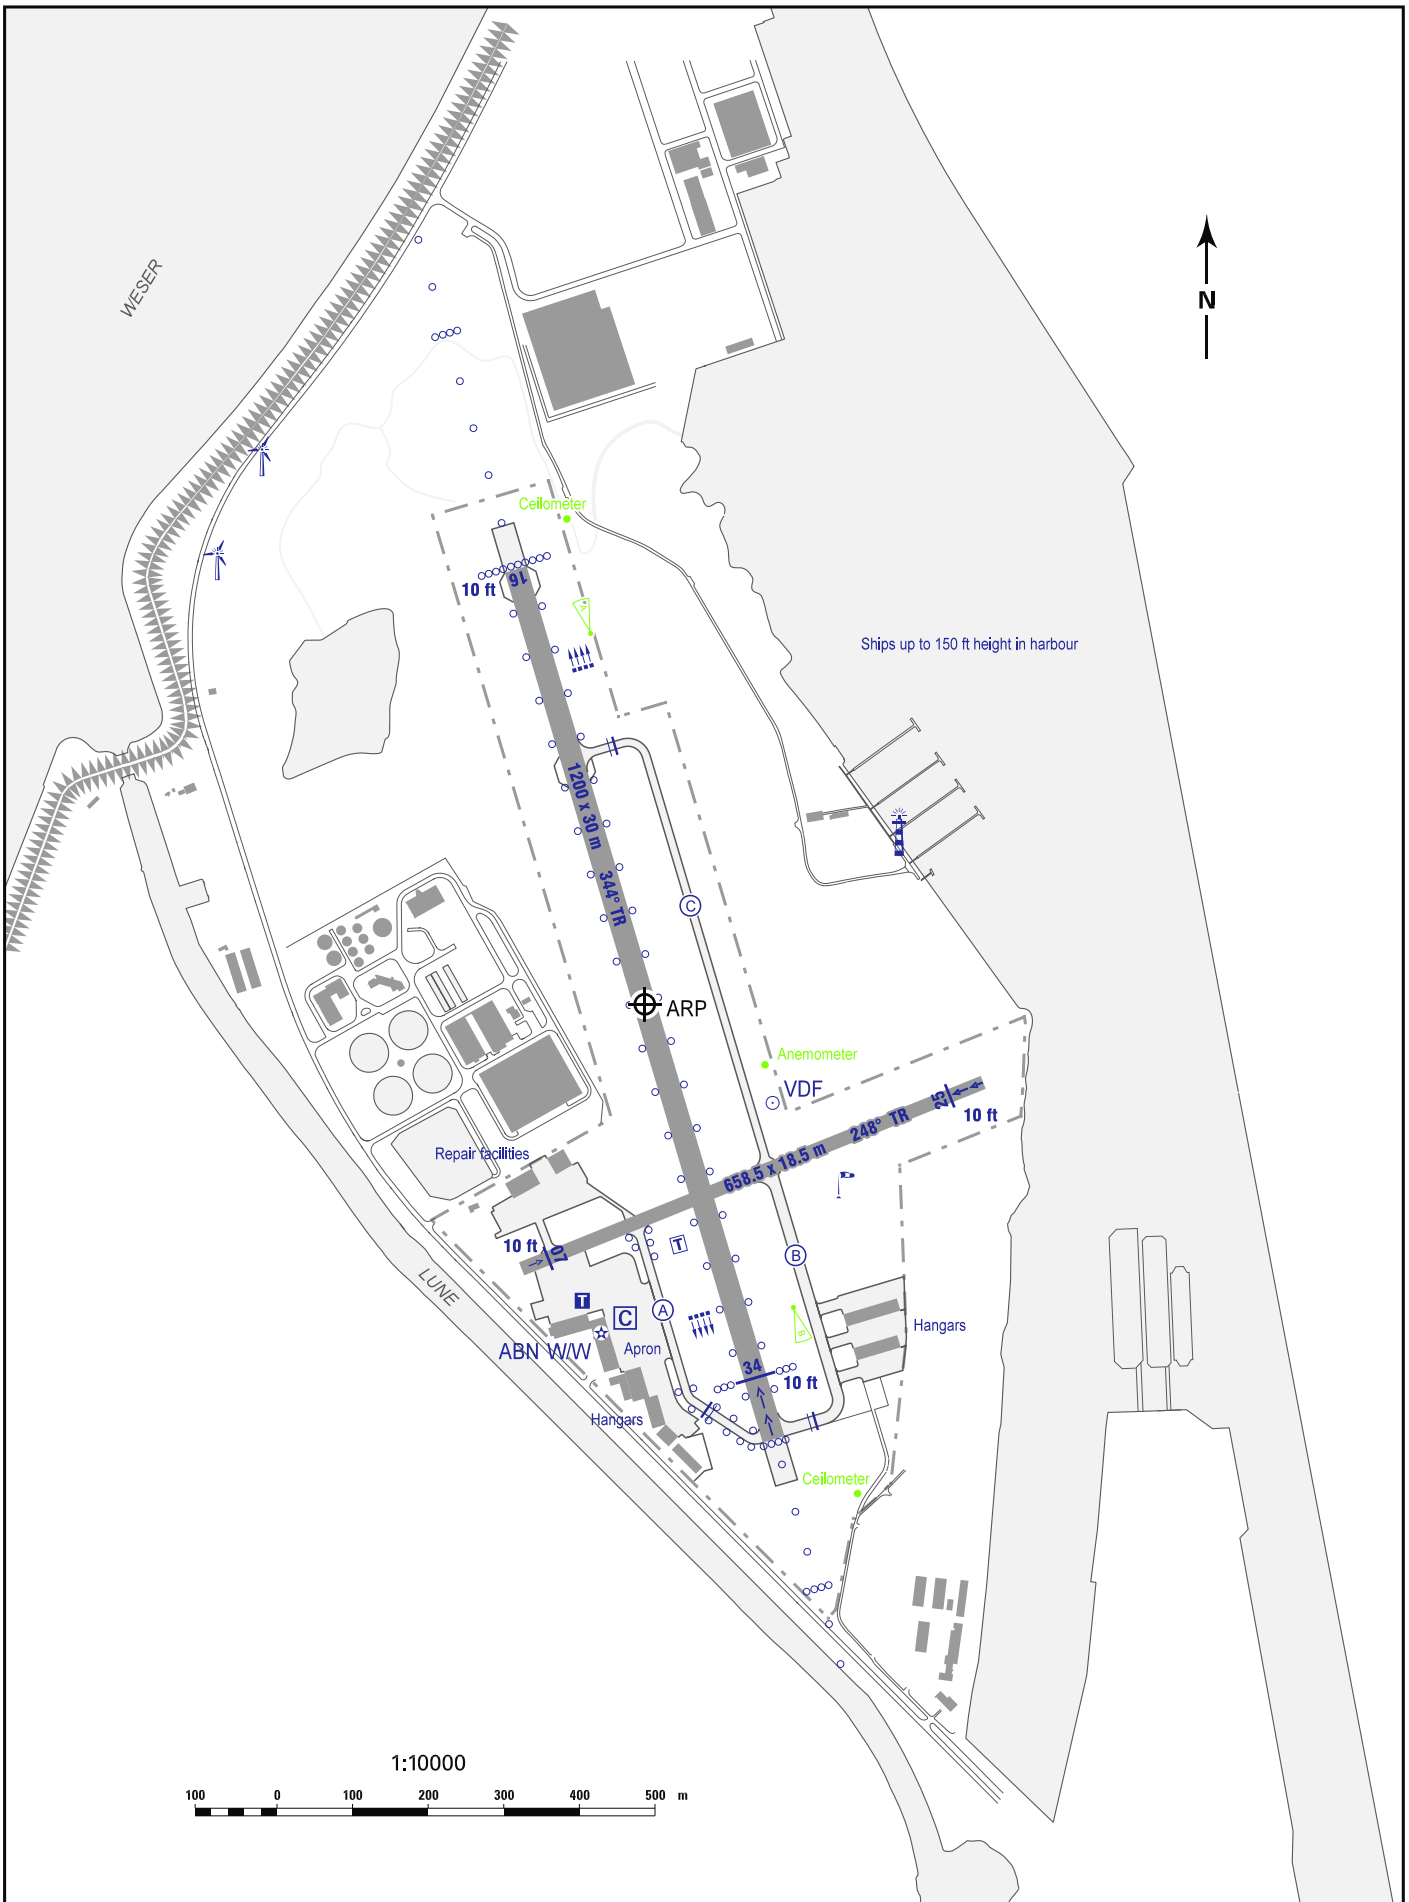 WESER
N
Ceilometer
16
10 ft
A
Ships up to 150 ft height in harbour
1200 x 30 m
344° TR
C
ARP
Anemometer
VDF
25
10 ft
248° TR
658.5 x 18.5 m
Repair facilities
T
10 ft
07
B
LUNE
T
C
A
Hangars
ABN W/W
Apron
B
34
10 ft
Hangars
Ceilometer
1:10000
100 0 100 200 300 400 500 m